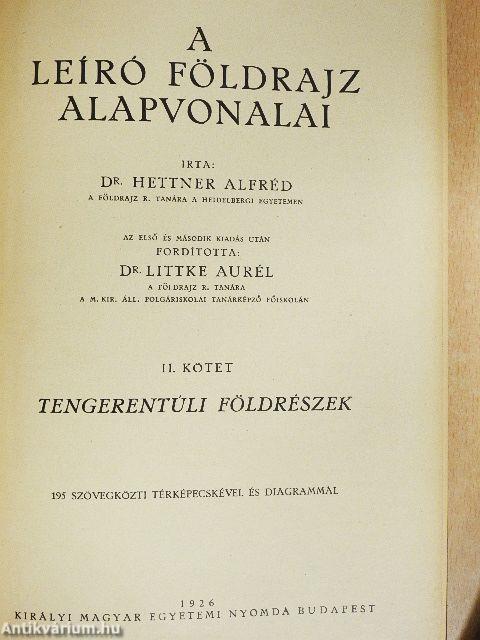 A
LEÍRÓ FÖLDRAJZ
ALAPVONALAI
IRTA:
DR. HETTNER ALFRÉD
A FÖLDRAJZ R. TANÁRA A HEIDELBERGI EGYETEMEN
AZ ELSŐ ÉS MÁSODIK KIADÁS UTÁN
FORDÍTOTTA:
DR. LITTKE AURÉL
A FÖLDRAJZ R. TANÁRA
A M. KIR. ÁLL. POLGÁRISKOLAI TANÁRKÉPZŐ FŐISKOLÁN
II. KÖTET
TENGERENTÚLI FÖLDRÉSZEK
195 SZÖVEGKÖZTI TÉRKÉPECSKÉVEL ÉS DIAGRAMMAL
1926
KIRÁLYI MAGYAR EGYETEMI NYOMDA BUDAPEST
Antikvárium.hu